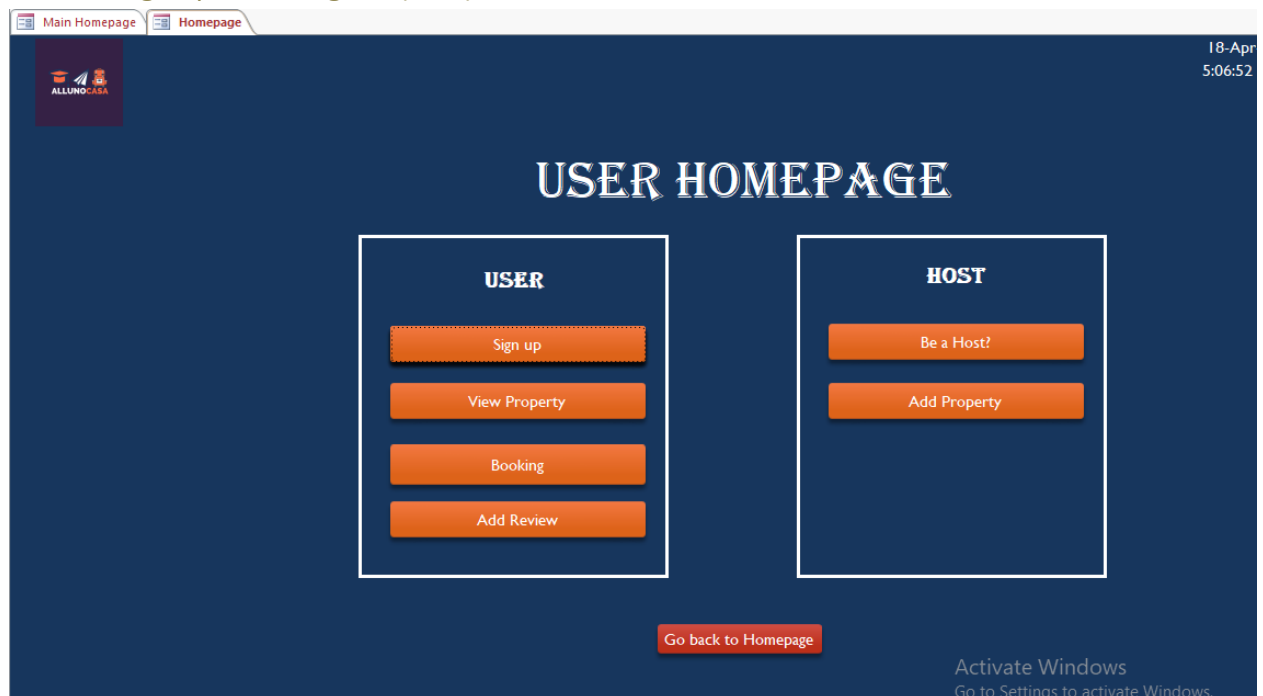 Main Homepage Homepage
18-Apr
5:06:52
ALLUNOCASA
USER HOMEPAGE
USER
Sign up
View Property
Booking
Add Review
HOST
Be a Host?
Add Property
Go back to Homepage
Activate Windows
Go to Settings to activate Windows.